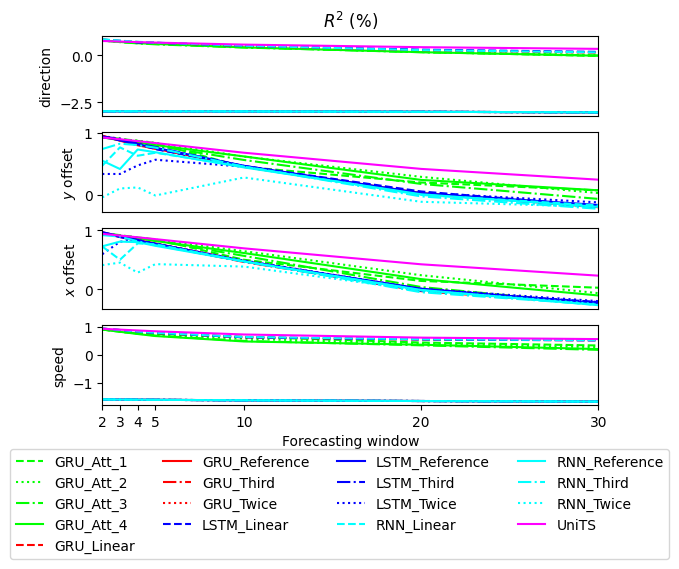 R² (%)
direction
0.0
−2.5
y offset
1
0
x offset
1
0
speed
1
0
−1
2 3 4 5 10 20 30
Forecasting window
GRU_Att_1 GRU_Reference LSTM_Reference RNN_Reference
GRU_Att_2 GRU_Third LSTM_Third RNN_Third
GRU_Att_3 GRU_Twice LSTM_Twice RNN_Twice
GRU_Att_4 LSTM_Linear RNN_Linear UniTS
GRU_Linear